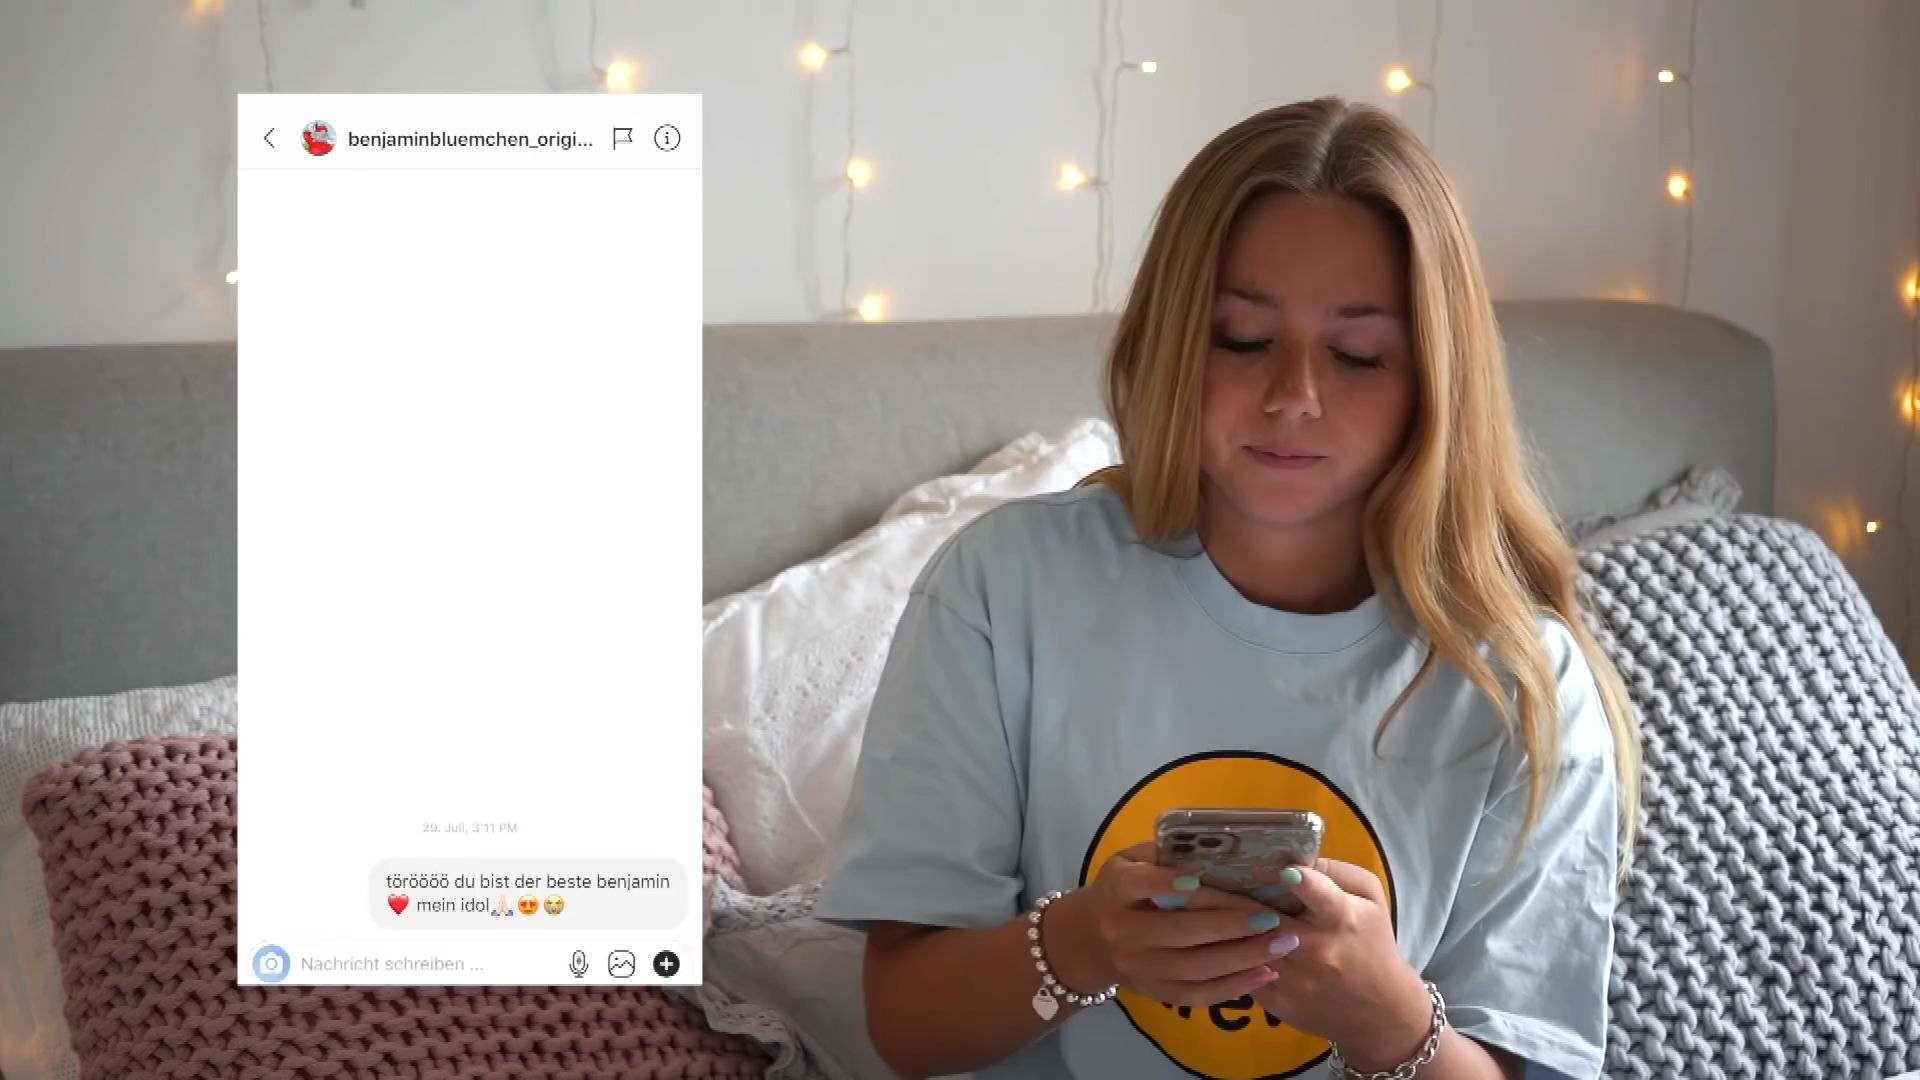 benjaminbluemchen_origi...
29. Juli, 3:11 PM
töröööö du bist der beste benjamin
❤️ mein idol🙏🏻😍😭
Nachricht schreiben ...